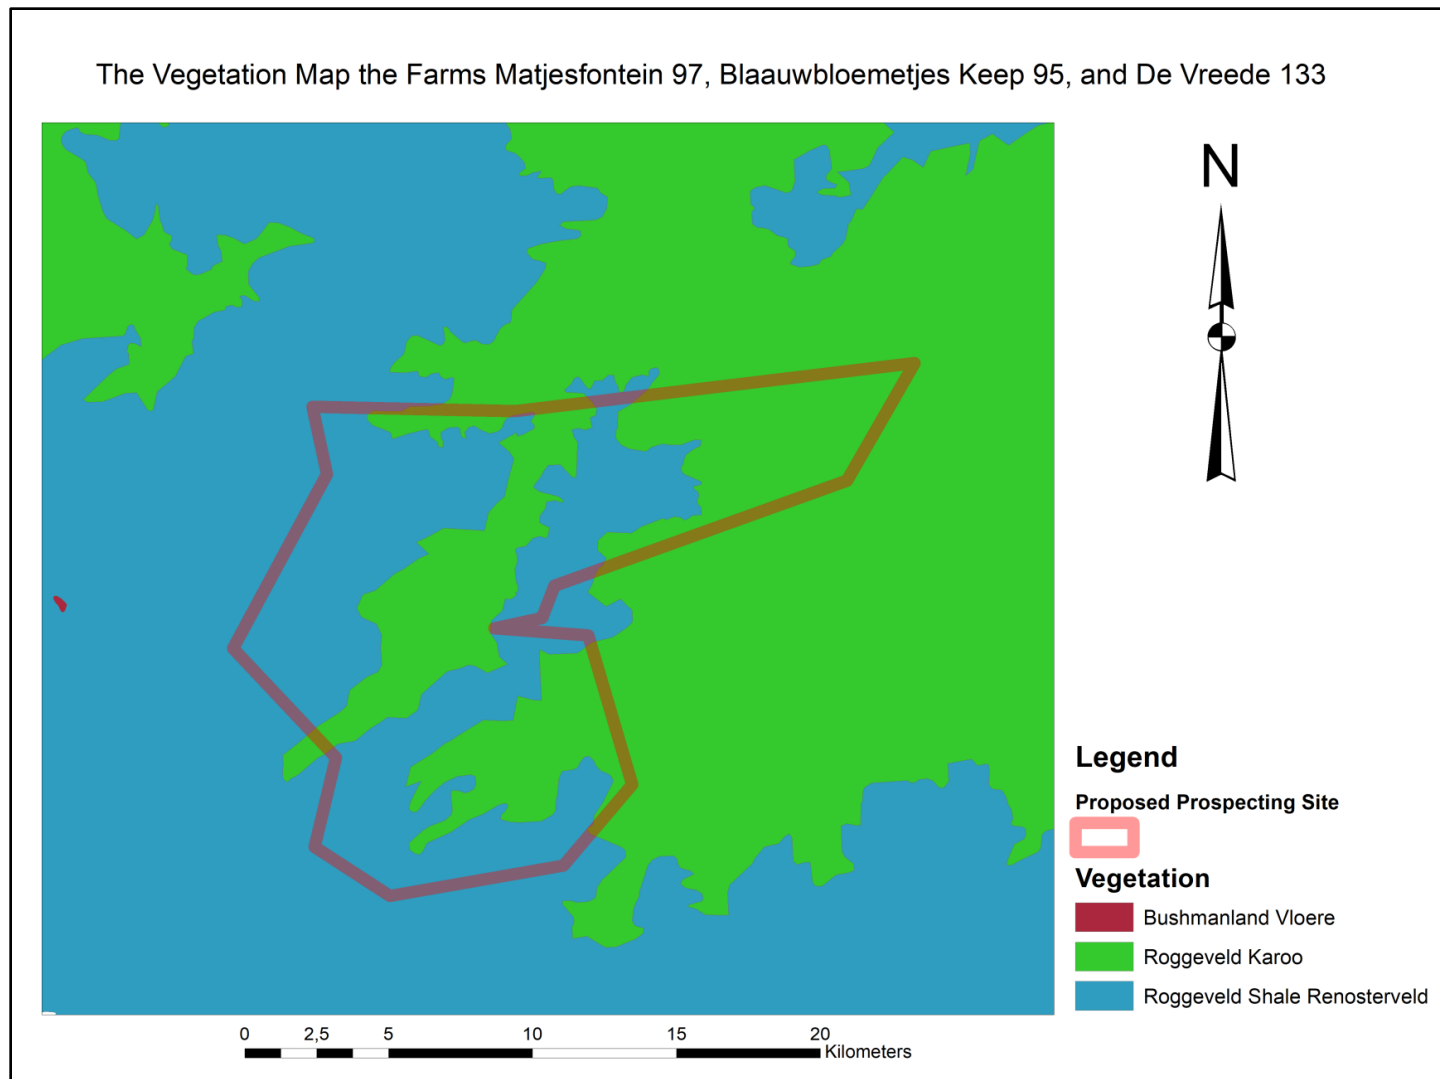 The Vegetation Map the Farms Matjesfontein 97, Blaauwbloemetjes Keep 95, and De Vreede 133
N
Legend
Proposed Prospecting Site
Vegetation
Bushmanland Vloere
Roggeveld Karoo
Roggeveld Shale Renosterveld
0 2,5 5 10 15 20
Kilometers